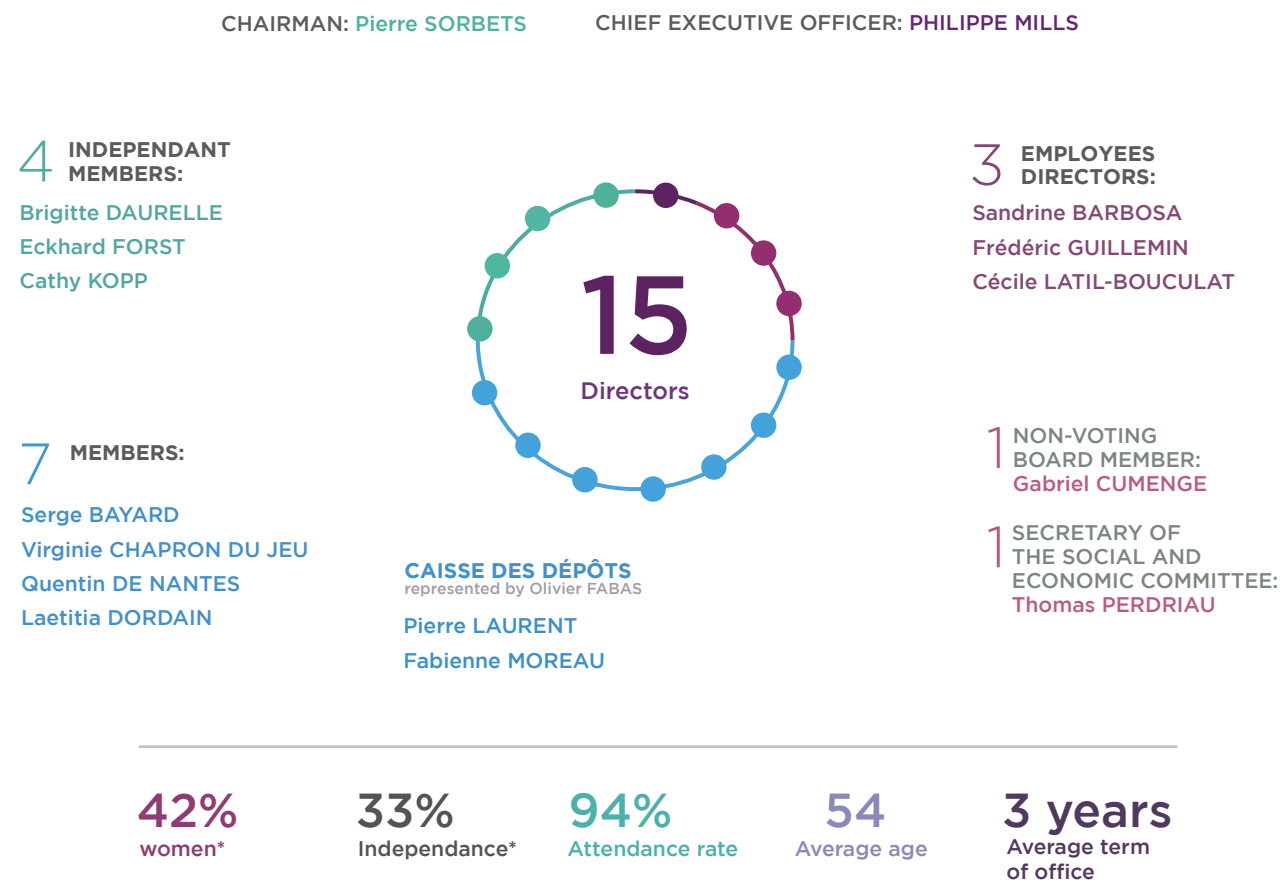 CHAIRMAN: Pierre SORBETS
CHIEF EXECUTIVE OFFICER: PHILIPPE MILLS
4
INDEPENDANT
MEMBERS:
Brigitte DAURELLE
Eckhard FORST
Cathy KOPP
15
Directors
3
EMPLOYEES
DIRECTORS:
Sandrine BARBOSA
Frédéric GUILLEMIN
Cécile LATIL-BOUCULAT
7
MEMBERS:
Serge BAYARD
Virginie CHAPRON DU JEU
Quentin DE NANTES
Laetitia DORDAIN
CAISSE DES DÉPÔTS
represented by Olivier FABAS
Pierre LAURENT
Fabienne MOREAU
1
NON-VOTING
BOARD MEMBER:
Gabriel CUMENGE
1
SECRETARY OF
THE SOCIAL AND
ECONOMIC COMMITTEE:
Thomas PERDRIAU
42%
women*
33%
Independance*
94%
Attendance rate
54
Average age
3 years
Average term
of office